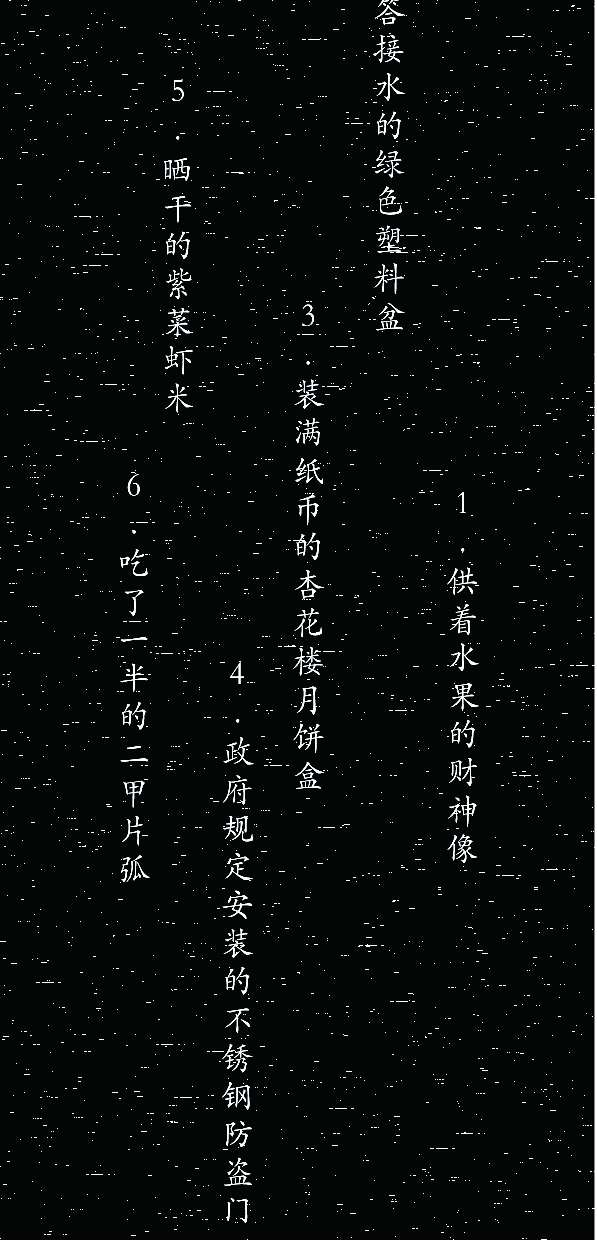 1.供着水果的财神像
答接水的绿色塑料盆
3.装满纸币的杏花楼月饼盒
4.政府规定安装的不锈钢防盗门
5.晒干的紫菜虾米
6.吃了一半的二甲片弧